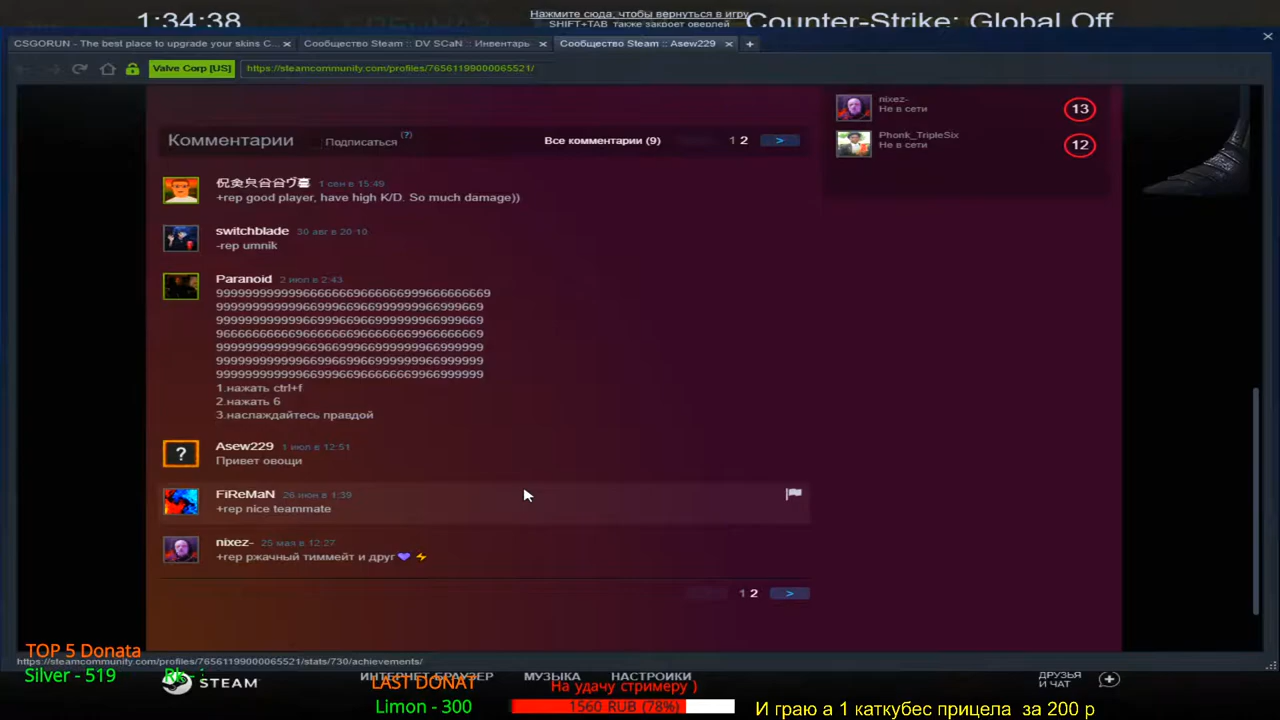 1:34:38
Нажмите сюда, чтобы вернуться в игру
SHIFT+TAB также закроет оверлей
Counter-Strike: Global Off
CSGORUN - The best place to upgrade your skins C...
Сообщество Steam :: DV SCaN :: Инвентарь
Сообщество Steam :: Asew229
Valve Corp [US]
https://steamcommunity.com/profiles/76561199000065521/
nixez-
Не в сети
13
Phonk_TripleSix
Не в сети
12
Комментарии
Подписаться (?)
Все комментарии (9)
1 2 >
1 сен в 15:49
+rep good player, have high K/D. So much damage))
switchblade 30 авг в 20:10
-rep umnik
Paranoid 2 июл в 2:43
1.нажать ctrl+f
2.нажать 6
3.наслаждайтесь правдой
Asew229 1 июл в 12:51
Привет овощи
?
FiReMaN 26 июн в 1:39
+rep nice teammate
nixez- 25 мая в 12:27
+rep ржачный тиммейт и друг
1 2 >
TOP 5 Donata
https://steamcommunity.com/profiles/76561199000065521/stats/730/achievements/
Silver - 519
STEAM
ИНТЕРНЕТ-БРАУЗЕР
МУЗЫКА
НАСТРОЙКИ
ДРУЗЬЯ
И ЧАТ
LAST DONAT
Limon - 300
На удачу стримеру )
1560 RUB (78%)
И граю а 1 каткубес прицела за 200 р